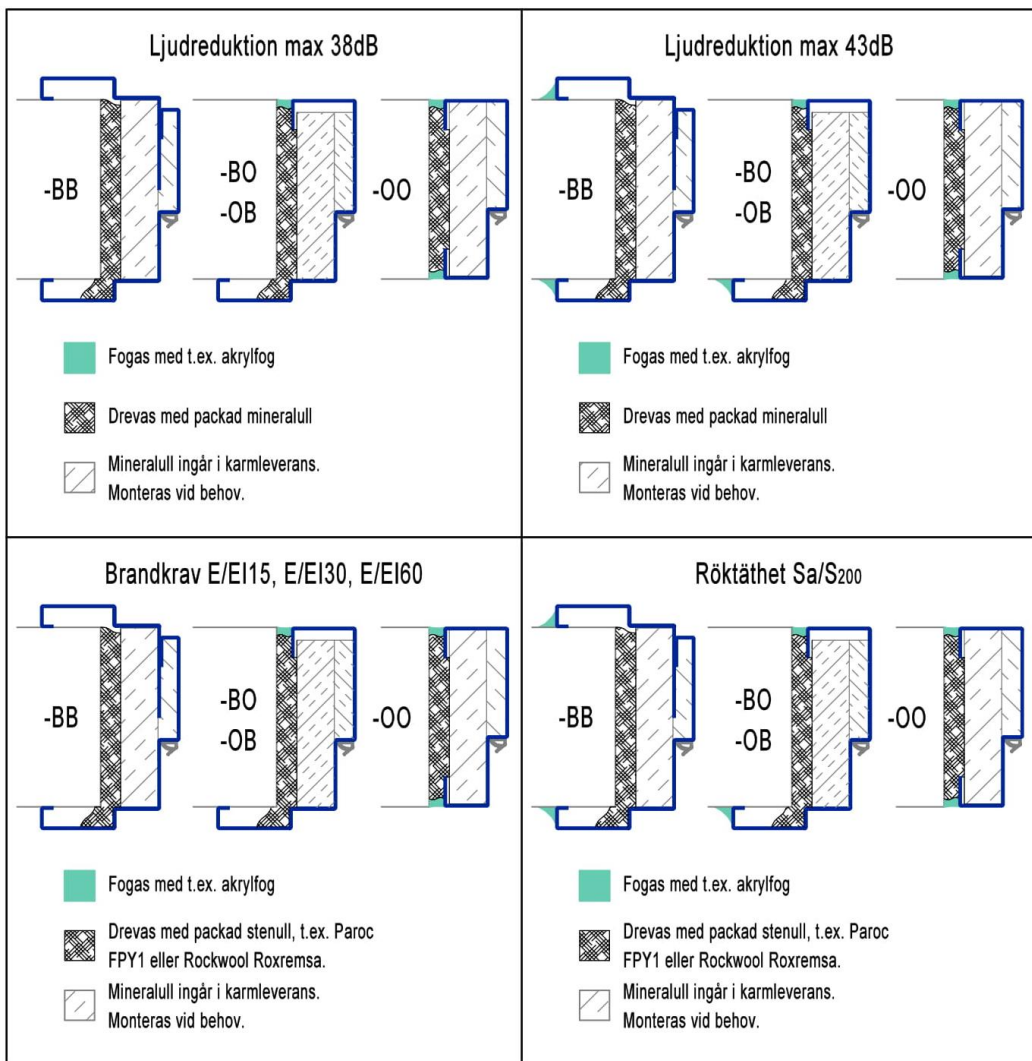 Ljudreduktion max 38dB
-BB
-BO
-OB
-OO
Fogas med t.ex. akrylfog
Drevas med packad mineralull
Mineralull ingår i karmleverans.
Monteras vid behov.
Ljudreduktion max 43dB
-BB
-BO
-OB
-OO
Fogas med t.ex. akrylfog
Drevas med packad mineralull
Mineralull ingår i karmleverans.
Monteras vid behov.
Brandkrav E/EI15, E/EI30, E/EI60
-BB
-BO
-OB
-OO
Fogas med t.ex. akrylfog
Drevas med packad stenull, t.ex. Paroc
FPY1 eller Rockwool Roxremsa.
Mineralull ingår i karmleverans.
Monteras vid behov.
Röktäthet Sa/S200
-BB
-BO
-OB
-OO
Fogas med t.ex. akrylfog
Drevas med packad stenull, t.ex. Paroc
FPY1 eller Rockwool Roxremsa.
Mineralull ingår i karmleverans.
Monteras vid behov.